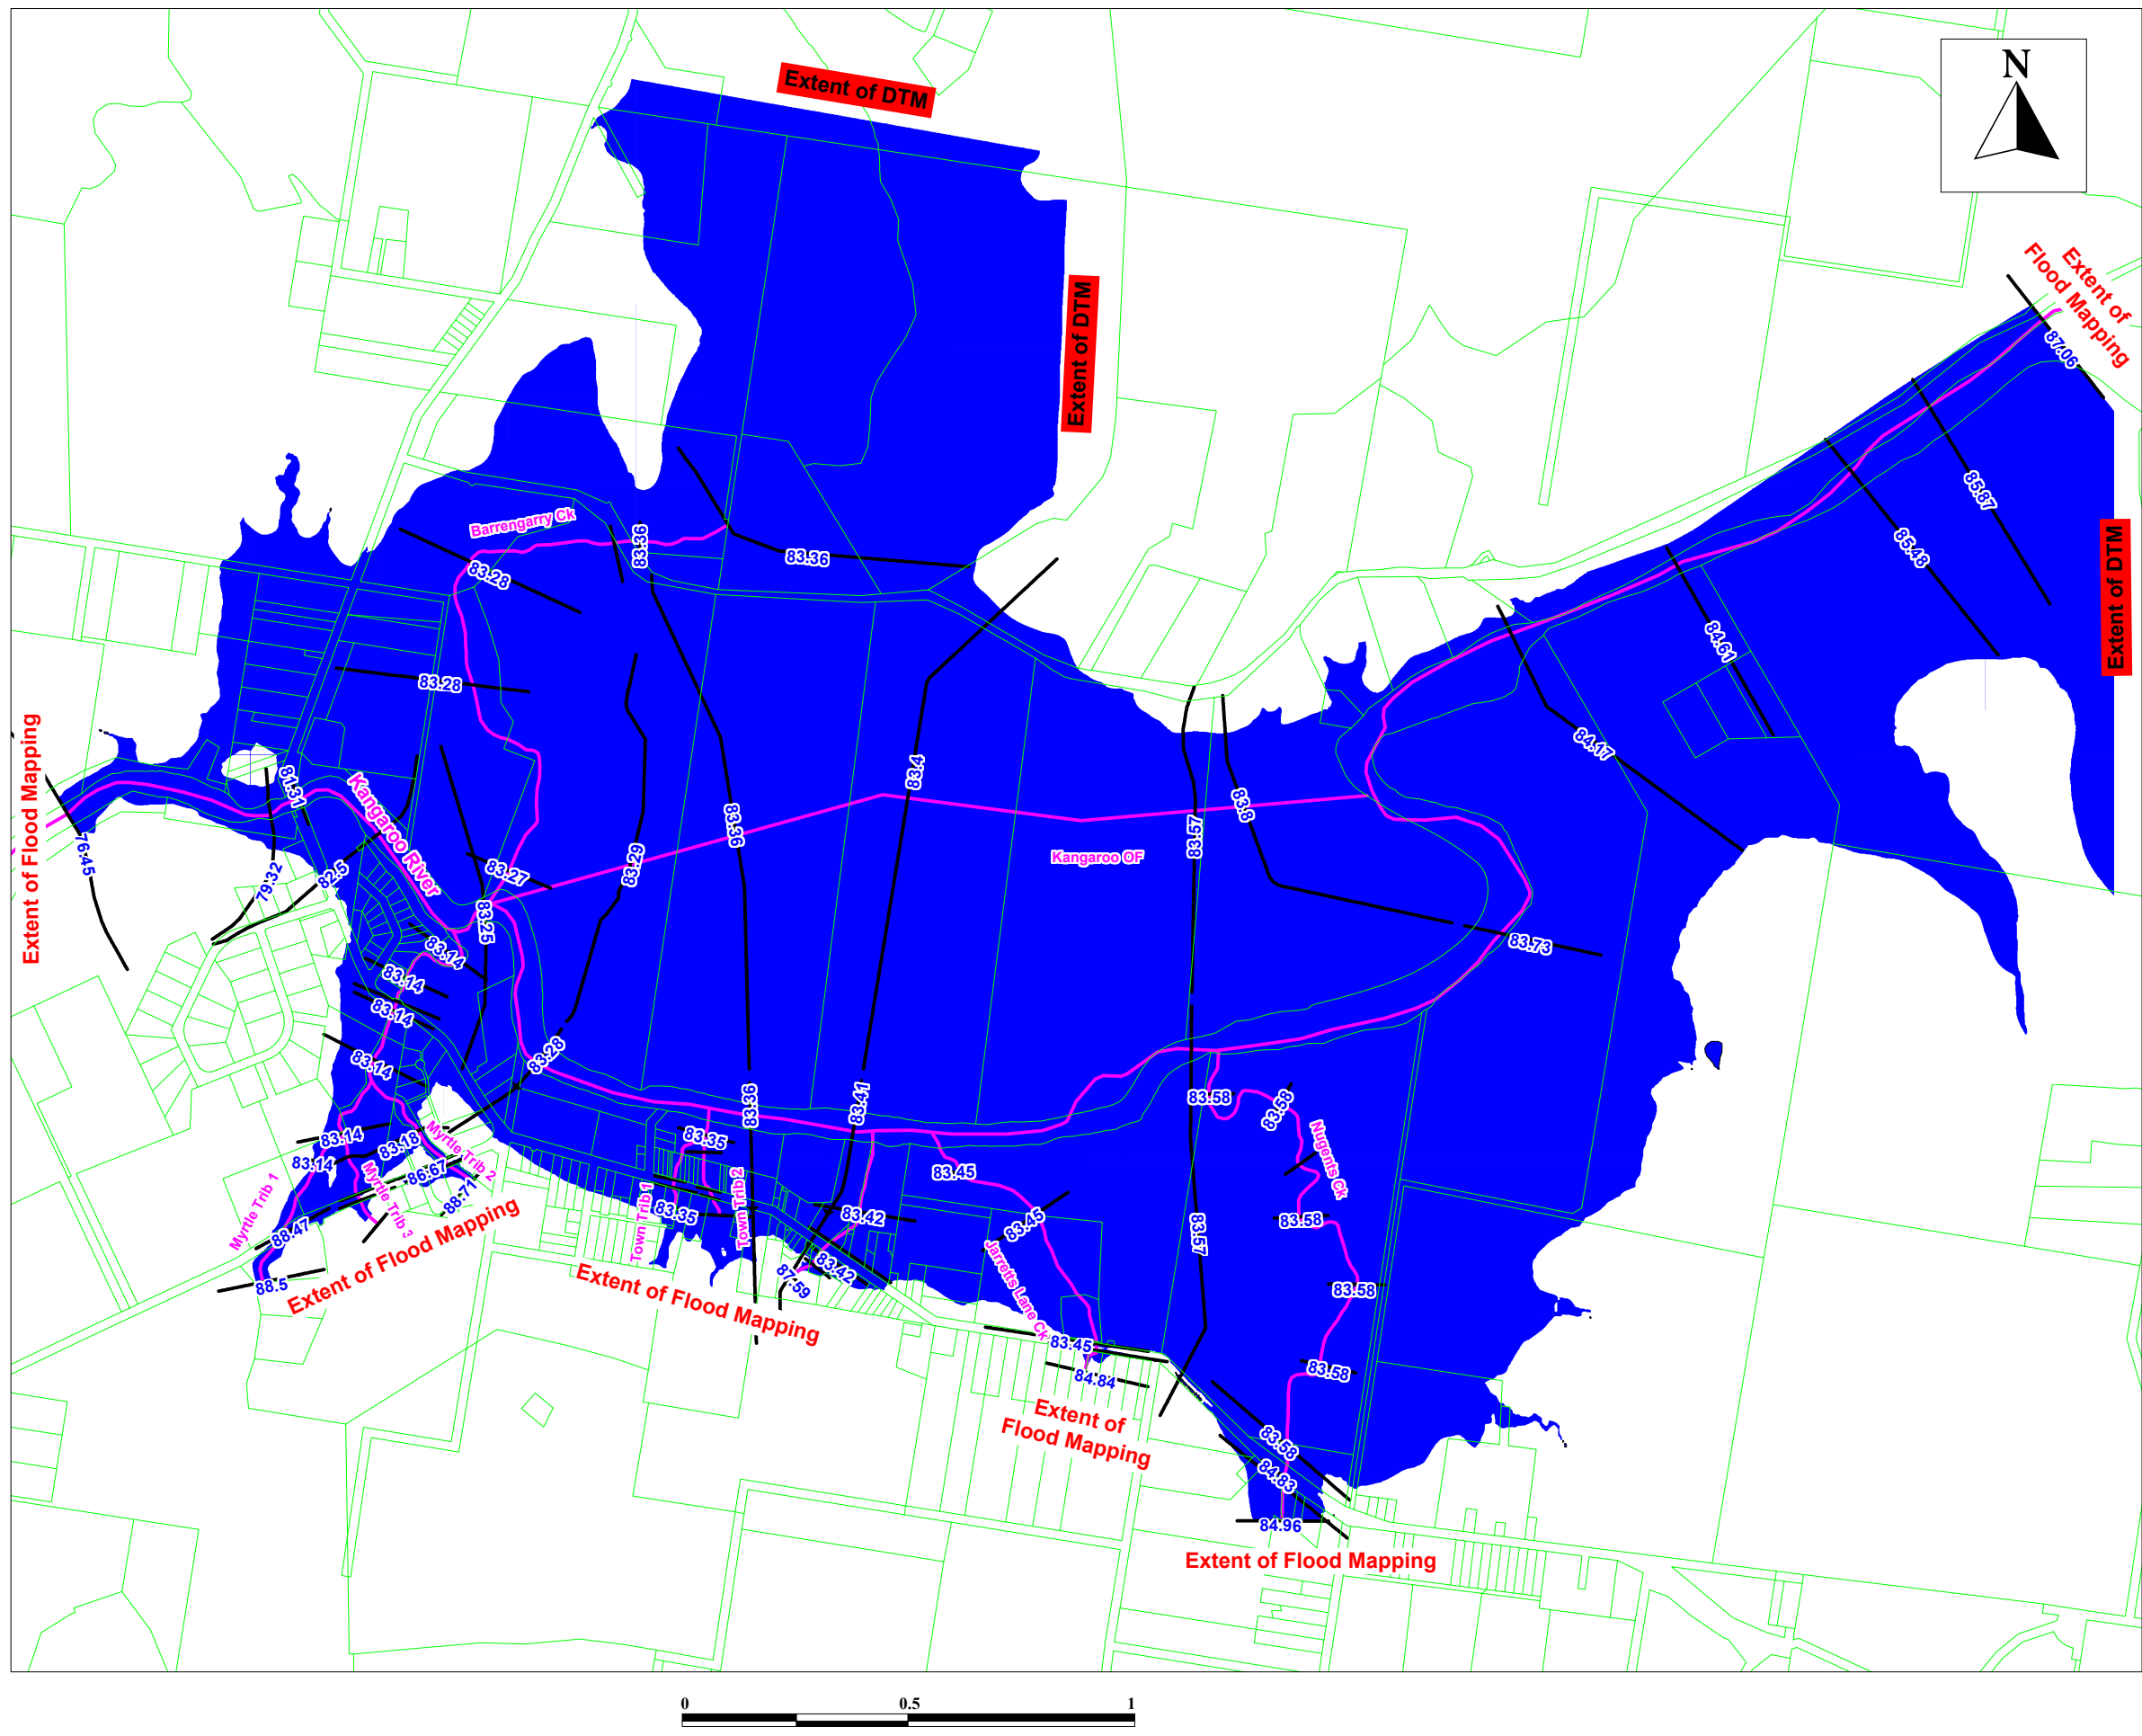 Extent of DTM
N
Extent of
Flood Mapping
87.06
Extent of DTM
85.87
85.48
Barrengarry Ck
83.36
83.36
83.28
Extent of DTM
84.61
83.28
84.17
Extent of Flood Mapping
81.31
Kangaroo River
83.4
83.8
76.45
79.32
82.5
83.27
83.29
83.36
83.57
Kangaroo OF
83.25
83.14
83.73
83.14
83.14
83.14
83.28
83.36
83.41
83.58
83.58
83.14
83.18
Myrtle Trib 2
83.35
83.45
Nugents Ck
83.14
86.67
Myrtle Trib 1
Myrtle Trib 3
88.71
Town Trib 1
83.35
Town Trib 2
83.42
83.45
83.58
83.57
88.47
88.5
Extent of Flood Mapping
Extent of Flood Mapping
87.59
83.42
Jarretts Lane Ck
83.58
83.45
84.84
83.58
Extent of
Flood Mapping
83.58
84.83
84.96
Extent of Flood Mapping
0 0.5 1